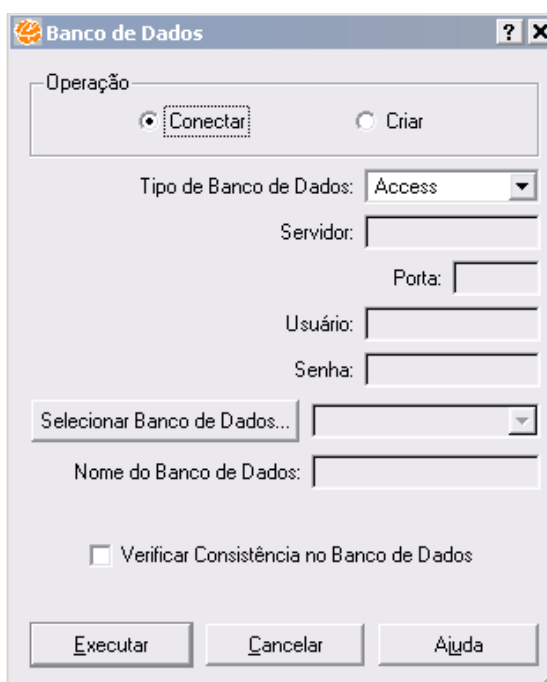 Banco de Dados
Operação
Conectar Criar
Tipo de Banco de Dados: Access
Servidor:
Porta:
Usuário:
Senha:
Selecionar Banco de Dados...
Nome do Banco de Dados:
Verificar Consistência no Banco de Dados
Executar Cancelar Ajuda